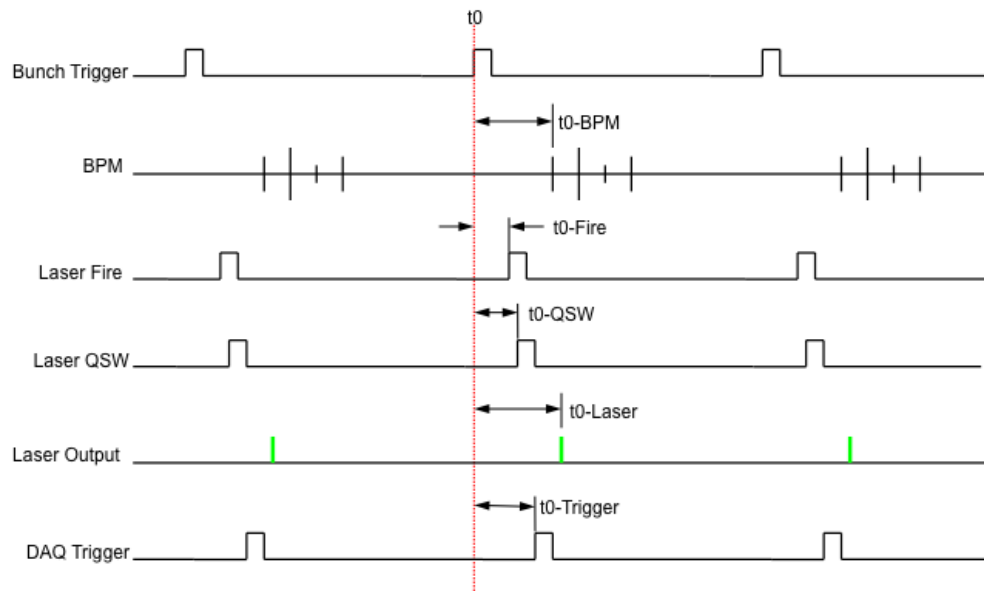 t0
Bunch Trigger
t0-BPM
BPM
t0-Fire
Laser Fire
t0-QSW
Laser QSW
t0-Laser
Laser Output
t0-Trigger
DAQ Trigger